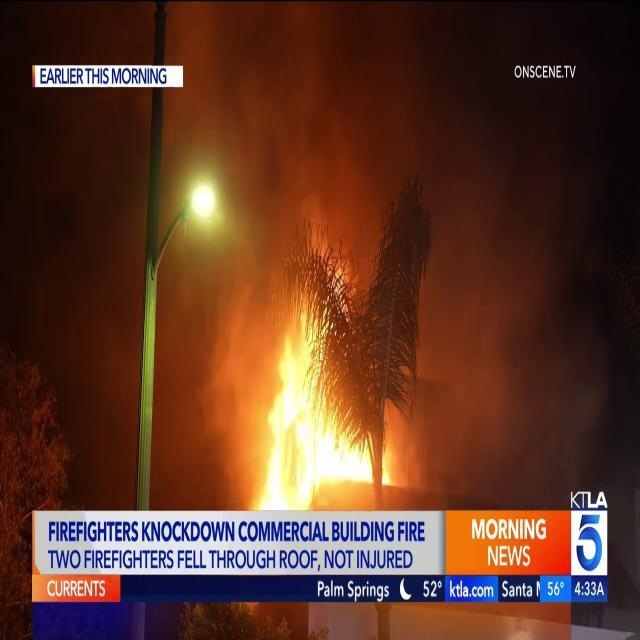 EARLIER THIS MORNING
ONSCENE.TV
FIREFIGHTERS KNOCKDOWN COMMERCIAL BUILDING FIRE
TWO FIREFIGHTERS FELL THROUGH ROOF, NOT INJURED
MORNING
NEWS
KTLA
5
CURRENTS
Palm Springs 52° ktla.com Santa M 56° 4:33A